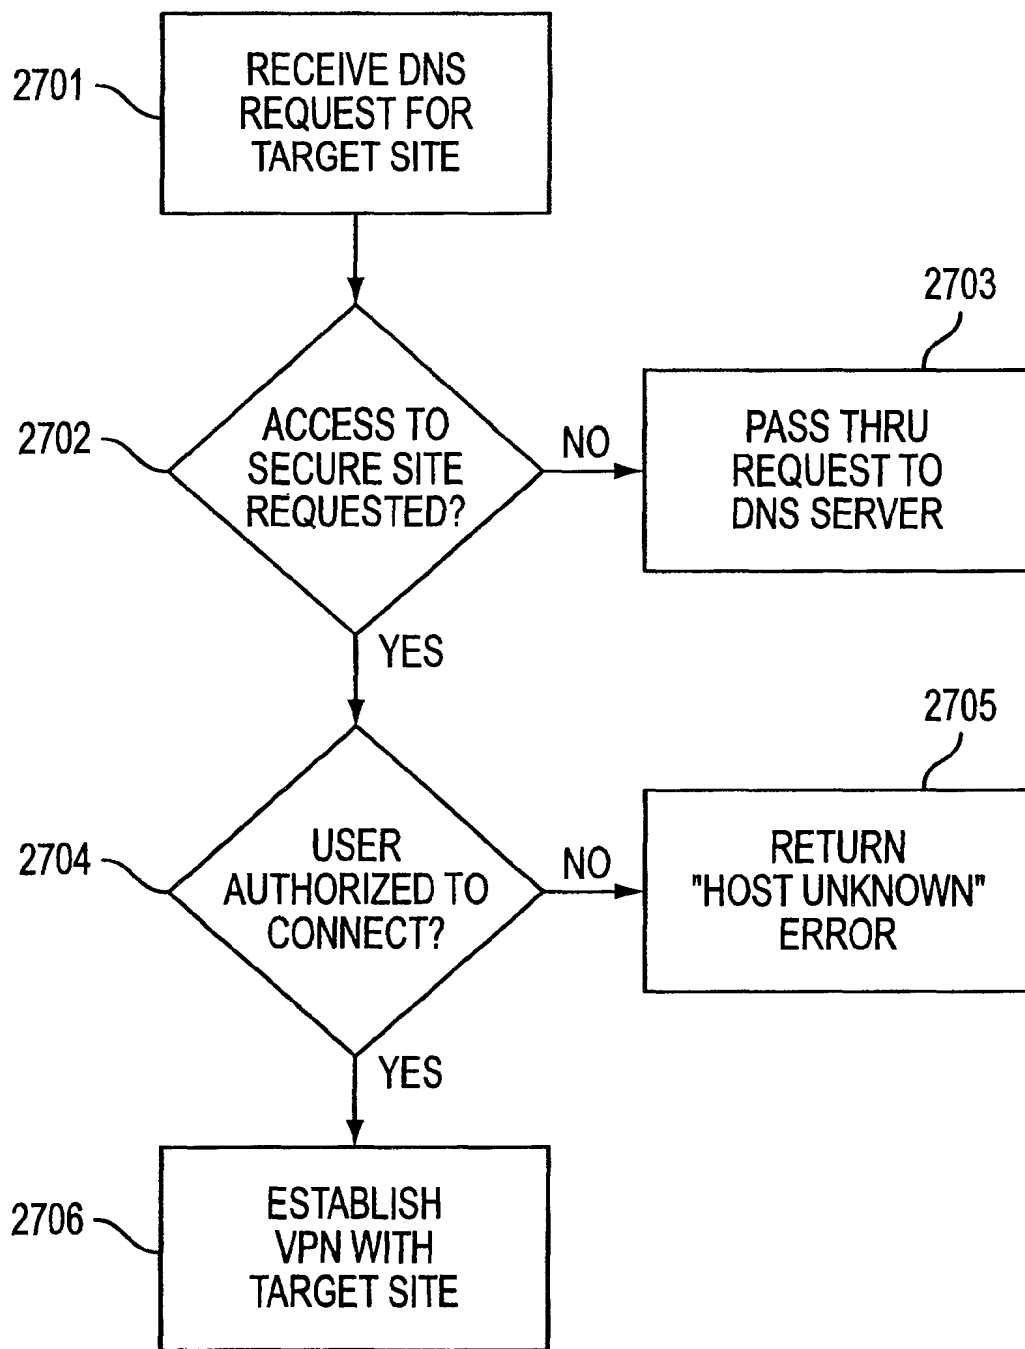 2701
RECEIVE DNS
REQUEST FOR
TARGET SITE
2702
ACCESS TO
SECURE SITE
REQUESTED?
NO
2703
PASS THRU
REQUEST TO
DNS SERVER
YES
2704
USER
AUTHORIZED TO
CONNECT?
NO
2705
RETURN
"HOST UNKNOWN"
ERROR
YES
2706
ESTABLISH
VPN WITH
TARGET SITE